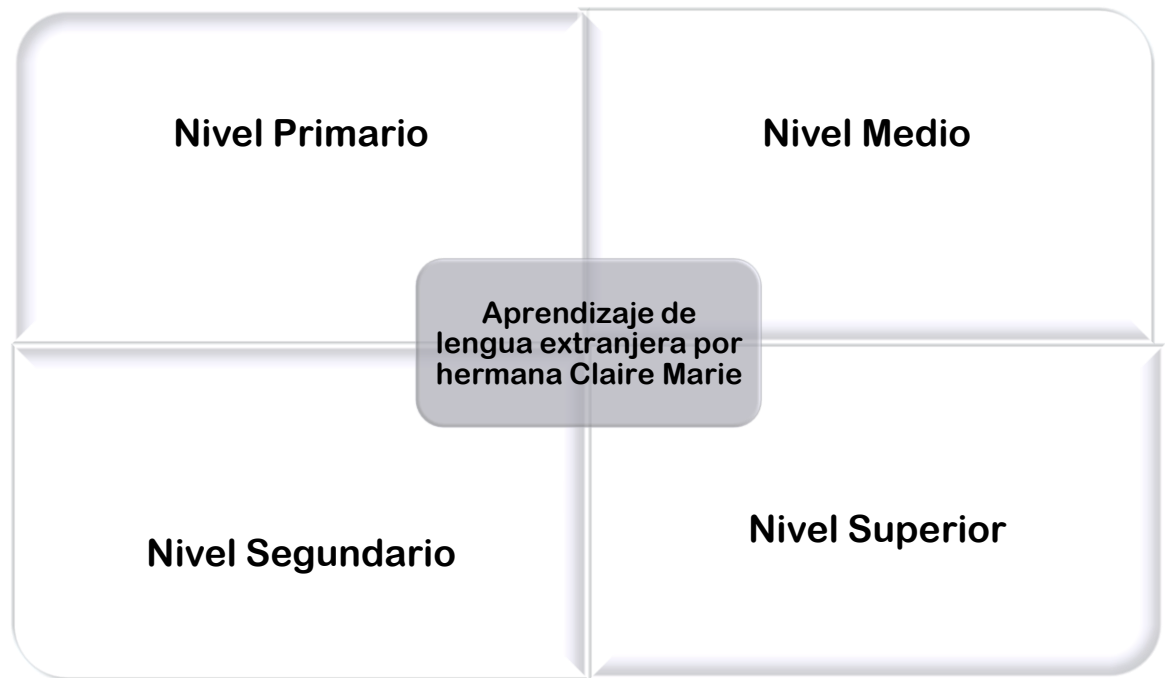 Nivel Primario
Nivel Medio
Aprendizaje de
lengua extranjera por
hermana Claire Marie
Nivel Segundario
Nivel Superior